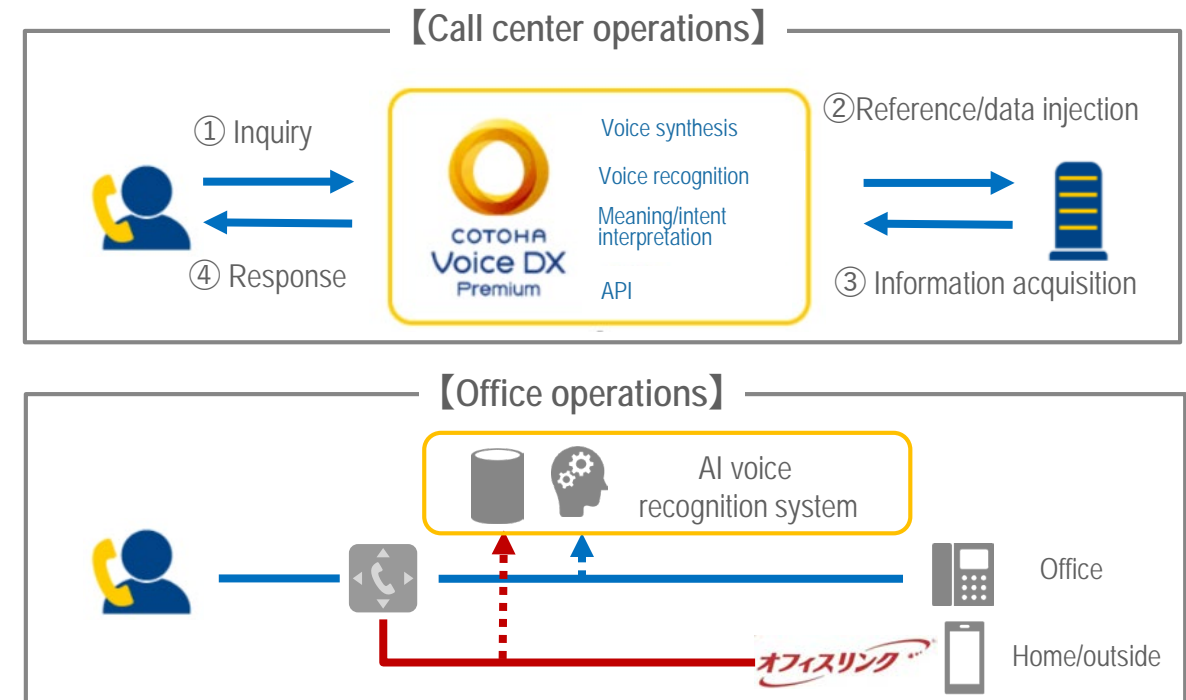 【Call center operations】
① Inquiry
②Reference/data injection
COTOHA
Voice DX
Premium
Voice synthesis
Voice recognition
Meaning/intent
interpretation
API
④ Response
③ Information acquisition
【Office operations】
AI voice
recognition system
Office
オフィスリンク
Home/outside